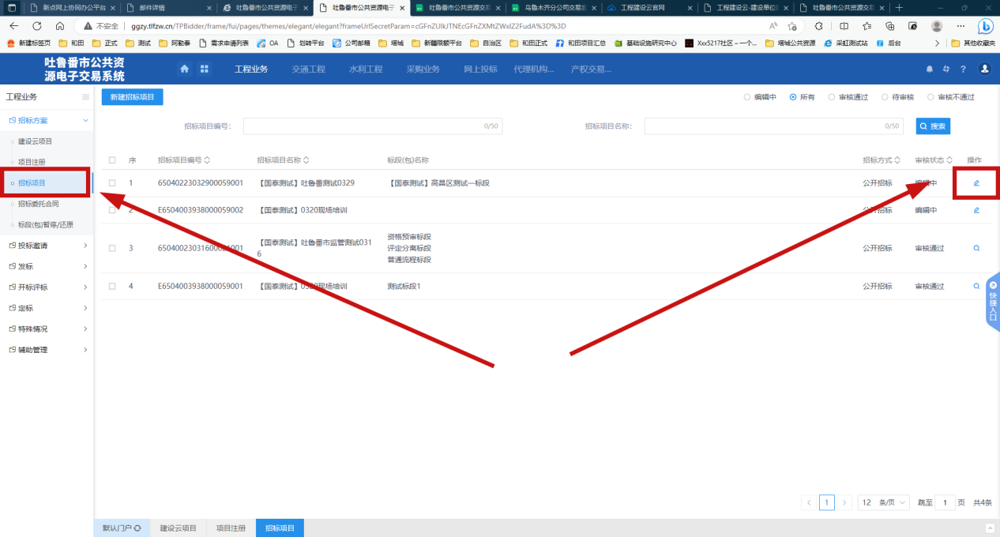 新点网上协同办公平台
邮件详情
吐鲁番市公共资源电子
吐鲁番市公共资源电子
吐鲁番市公共资源交易
乌鲁木齐分公司交易
工程建设云官网
工程建设云-建设单位
吐鲁番市公共资源交易
不安全 ggzy.tlfzw.cn/TPBidder/frame/fui/pages/themes/elegant/elegant?frameUrlSecretParam=
新建标签页 和田 正式 测试 阿勒泰 需求申请列表 OA 划转平台 公司邮箱 塔城 新疆限额平台 自治区 和田正式 和田项目汇总 基础设施研究中心 Xxx5217社区 – 一个... 塔城公共资源 采虹测试站 后台 其他收藏夹
吐鲁番市公共资
源电子交易系统
工程业务 交通工程 水利工程 采购业务 网上投标 代理机构... 产权交易...
工程业务
新建招标项目
编辑中 所有 审核通过 待审核 审核不通过
招标方案
建设云项目
项目注册
招标项目
招标委托合同
标段(包)暂停/还原
投标邀请
发标
开标评标
定标
特殊情况
辅助管理
招标项目编号: 0/50 招标项目名称: 0/50 搜索
序 招标项目编号 招标项目名称 标段(包)名称 招标方式 审核状态 操作
1 65040223032900059001 【国泰测试】吐鲁番测试0329 【国泰测试】高昌区测试一标段 公开招标 编辑中
2 E6504003938000059002 【国泰测试】0320现场培训 公开招标 编辑中
3 65040023031600021001 【国泰测试】吐鲁番市监管测试031
6
资格预审标段
评定分离标段
普通流程标段
公开招标 审核通过
4 E6504003938000059001 【国泰测试】0320现场培训 测试标段1 公开招标 审核通过
快捷入口
1 12 条/页 跳至 1 页 共4条
默认门户 建设云项目 项目注册 招标项目